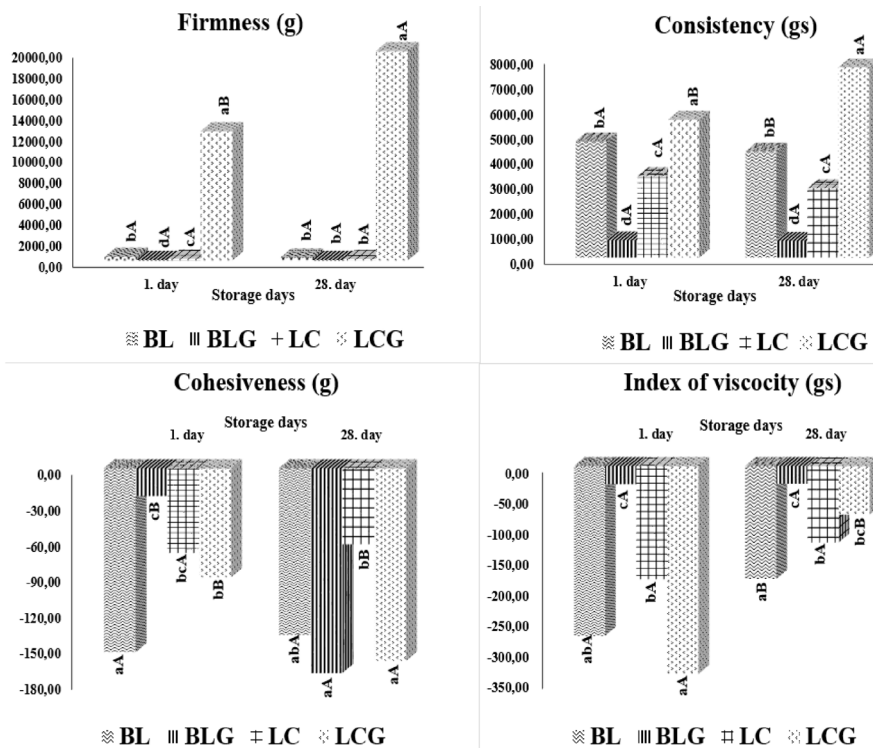 Firmness (g)
20000,00
18000,00
16000,00
14000,00
12000,00
10000,00
8000,00
6000,00
4000,00
2000,00
0,00
bA
dA
cA
aB
bA
bA
bA
aA
1. day
28. day
Storage days
BL BLG LC LCG
Consistency (gs)
8000,00
7000,00
6000,00
5000,00
4000,00
3000,00
2000,00
1000,00
0,00
bA
dA
cA
aB
bB
dA
cA
aA
1. day
28. day
Storage days
BL BLG LC LCG
Cohesiveness (g)
Storage days
1. day
28. day
0,00
-30,00
-60,00
-90,00
-120,00
-150,00
-180,00
aA
cB
bcA
bB
abA
aA
bB
aA
BL BLG LC LCG
Index of viscocity (gs)
Storage days
1. day
28. day
0,00
-50,00
-100,00
-150,00
-200,00
-250,00
-300,00
-350,00
abA
cA
bA
aA
aB
cA
bA
bcB
BL BLG LC LCG